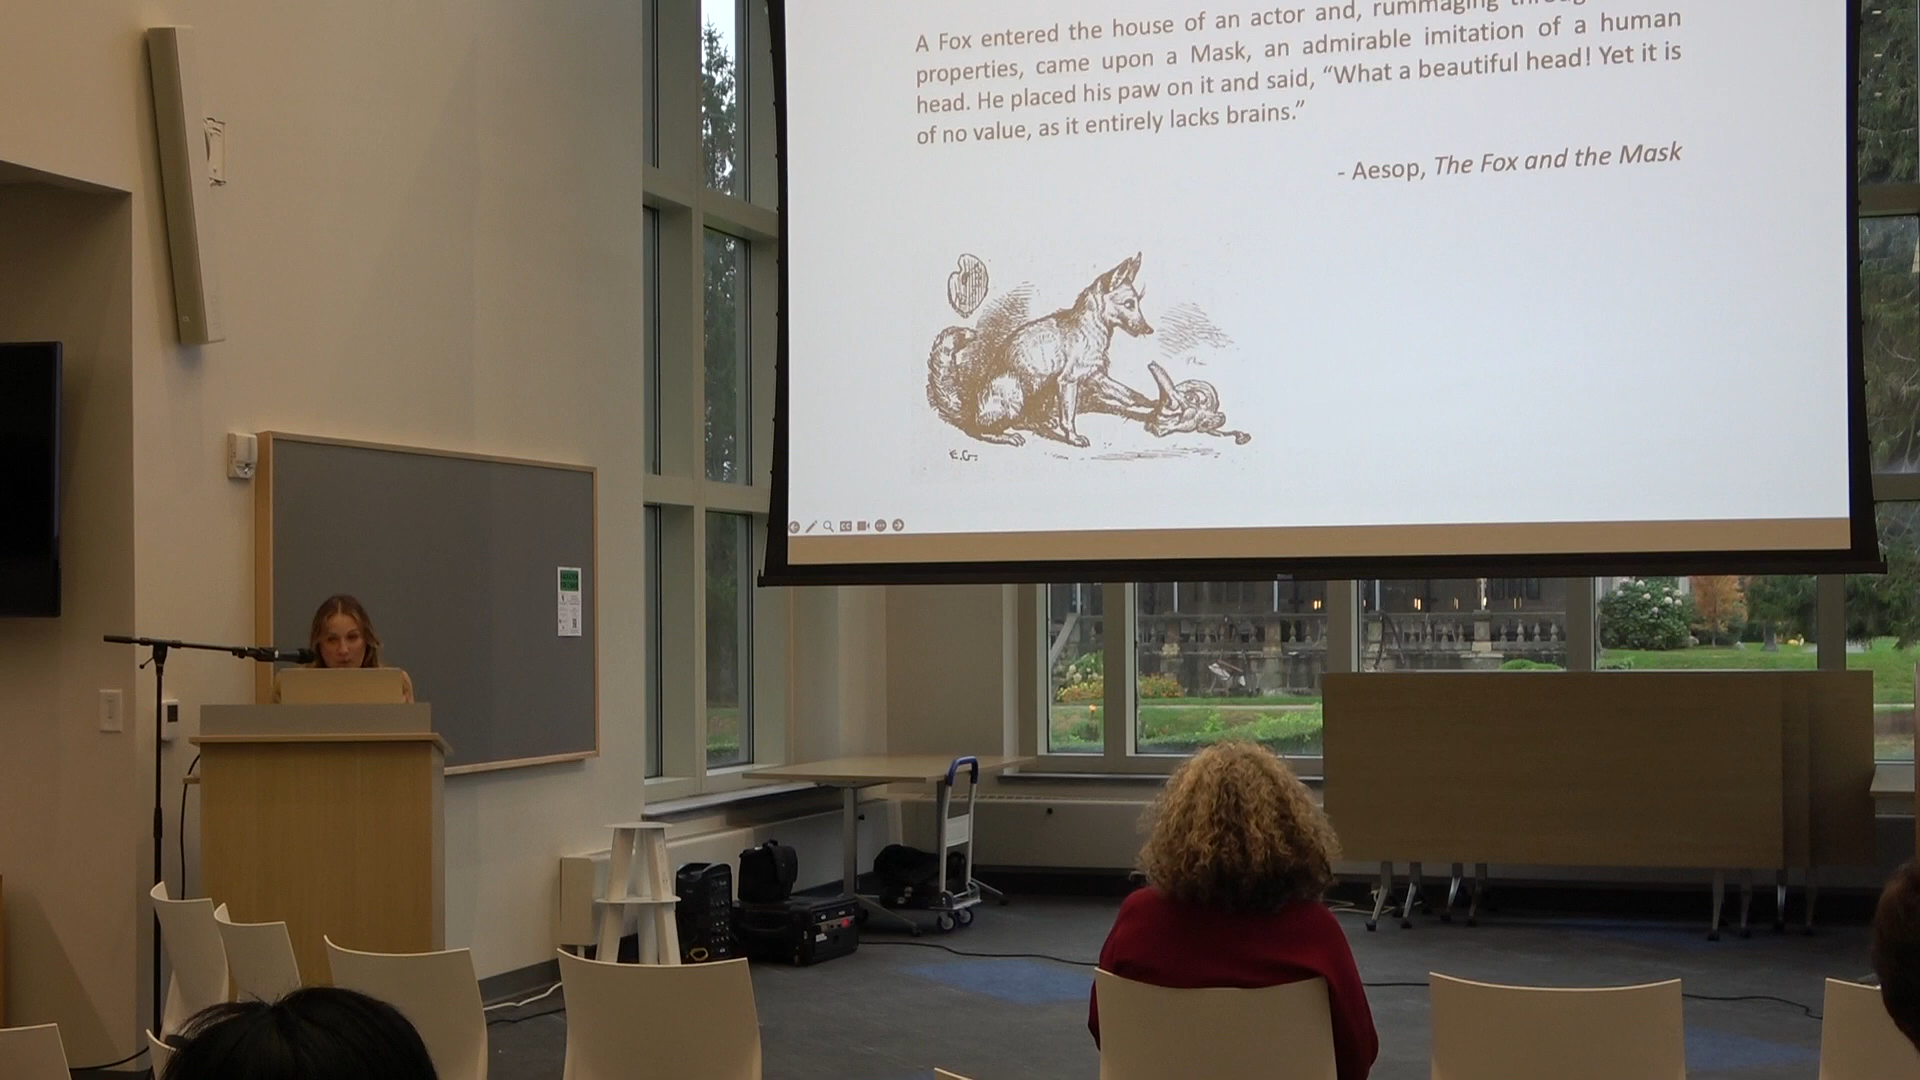 A Fox entered the house of an actor and, rummaging
properties, came upon a Mask, an admirable imitation of a human
head. He placed his paw on it and said, “What a beautiful head! Yet it is
of no value, as it entirely lacks brains.”
- Aesop, The Fox and the Mask
E.G.